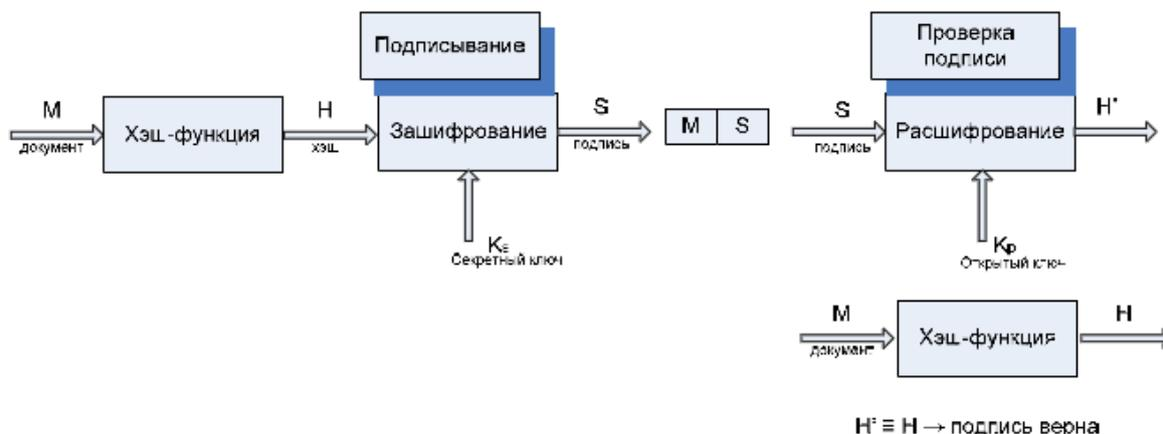 Подписывание
M
документ
Хэш-функция
H
хэш
Зашифрование
S
подпись
Ks
Секретный ключ
M S
Проверка
подписи
S
подпись
Расшифрование
H'
Kp
Открытый ключ
M
документ
Хэш-функция
H
H' ≡ H → подпись верна